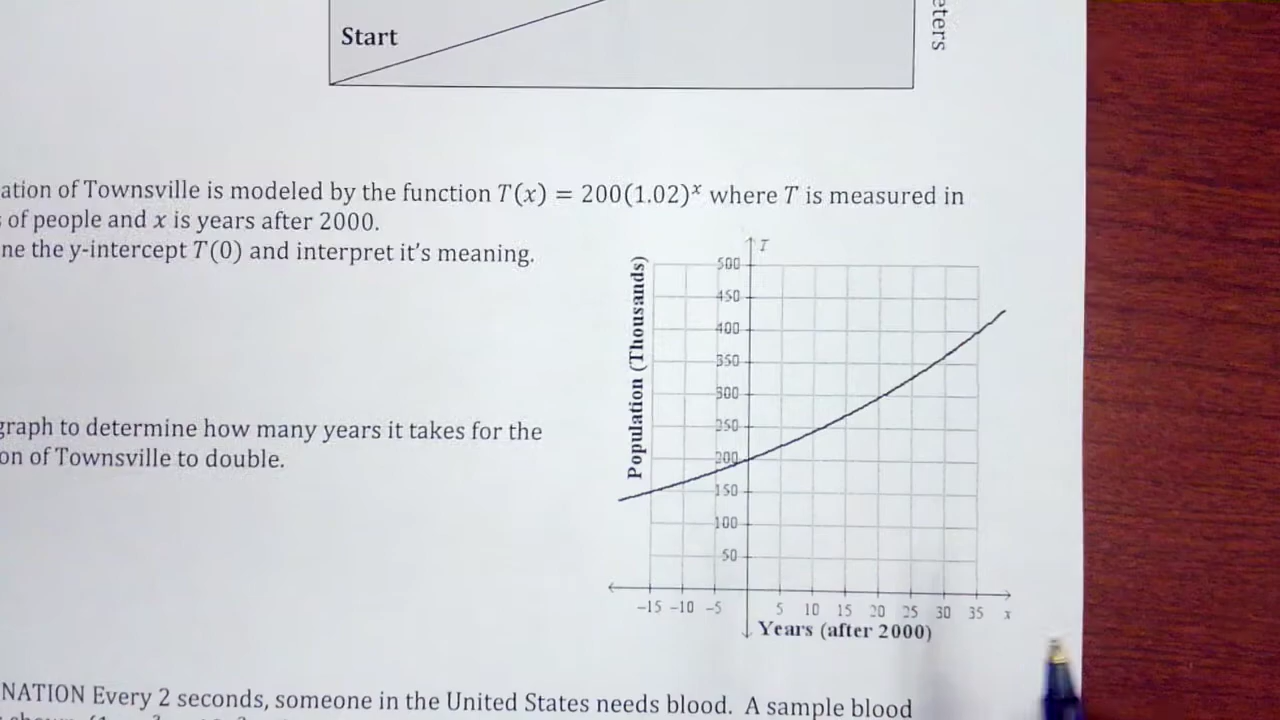 Start
eters
ation of Townsville is modeled by the function T(x) = 200(1.02)^x where T is measured in
of people and x is years after 2000.
ne the y-intercept T(0) and interpret it's meaning.
graph to determine how many years it takes for the
on of Townsville to double.
Population (Thousands)
T
500
450
400
350
300
250
200
150
100
50
-15 -10 -5 5 10 15 20 25 30 35 x
Years (after 2000)
NATION Every 2 seconds, someone in the United States needs blood. A sample blood